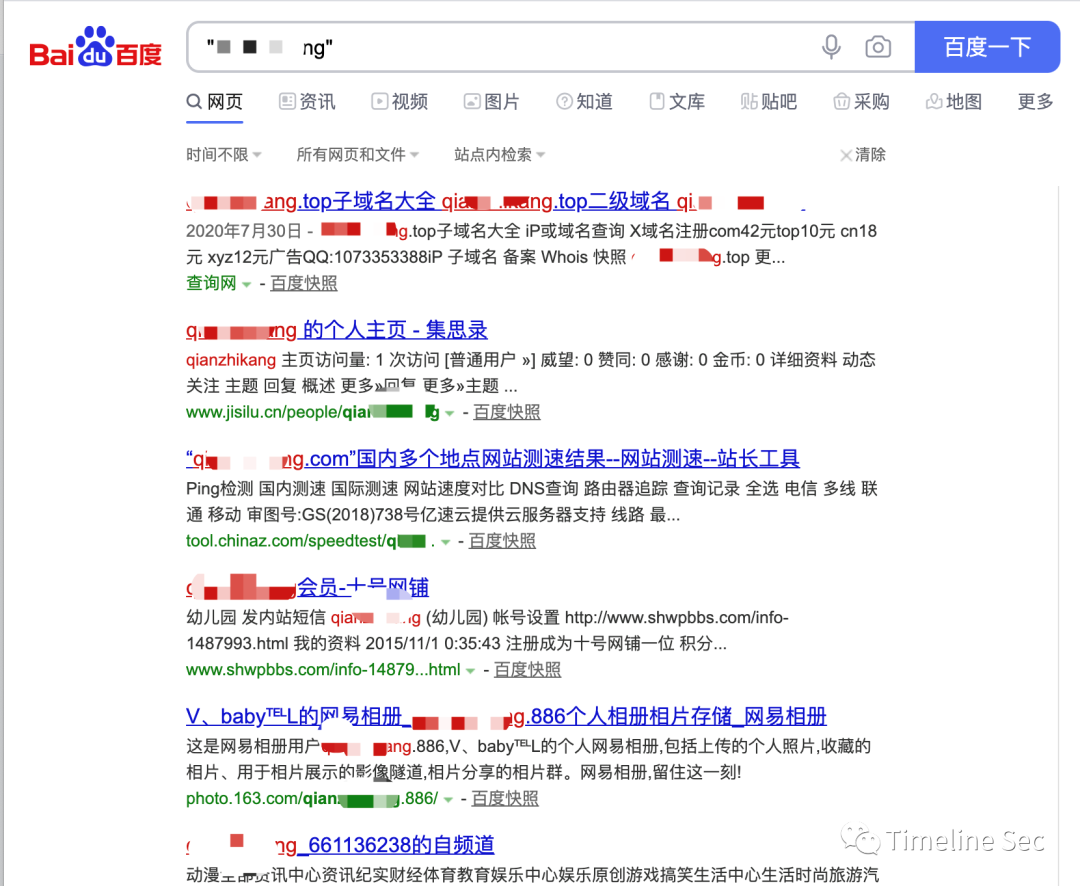 Bai du 百度 " ng" 百度一下
网页 资讯 视频 图片 知道 文库 贴吧 采购 地图 更多
时间不限 所有网页和文件 站点内检索 清除
ang.top子域名大全 qia .ikang.top二级域名 qi
2020年7月30日 - g.top子域名大全 iP或域名查询 X域名注册com42元top10元 cn18
元 xyz12元广告QQ:1073353388iP 子域名 备案 Whois 快照 g.top 更...
查询网 - 百度快照
q ng 的个人主页 - 集思录
qianzhikang 主页访问量: 1 次访问 [普通用户 »] 威望: 0 赞同: 0 感谢: 0 金币: 0 详细资料 动态
关注 主题 回复 概述 更多»回复 更多»主题 ...
www.jisilu.cn/people/qian g - 百度快照
“qi ng.com”国内多个地点网站测速结果--网站测速--站长工具
Ping检测 国内测速 国际测速 网站速度对比 DNS查询 路由器追踪 查询记录 全选 电信 多线 联
通 移动 审图号:GS(2018)738号亿速云提供云服务器支持 线路 最...
tool.chinaz.com/speedtest/q . - 百度快照
会员-十号网铺
幼儿园 发内站短信 qian ng (幼儿园) 帐号设置 http://www.shwpbbs.com/info-
1487993.html 我的资料 2015/11/1 0:35:43 注册成为十号网铺一位 积分...
www.shwpbbs.com/info-14879...html - 百度快照
V、babyᵀᴱᴸL的网易相册_ g.886个人相册相片存储_网易相册
这是网易相册用户 ang.886,V、babyᵀᴱᴸL的个人网易相册,包括上传的个人照片,收藏的
相片、用于相片展示的影像隧道,相片分享的相片群。网易相册,留住这一刻!
photo.163.com/qian .886/ - 百度快照
ng_661136238的自频道
动漫 资讯中心资讯纪实财经体育教育娱乐中心娱乐原创游戏搞笑生活中心生活时尚旅游汽
Timeline Sec